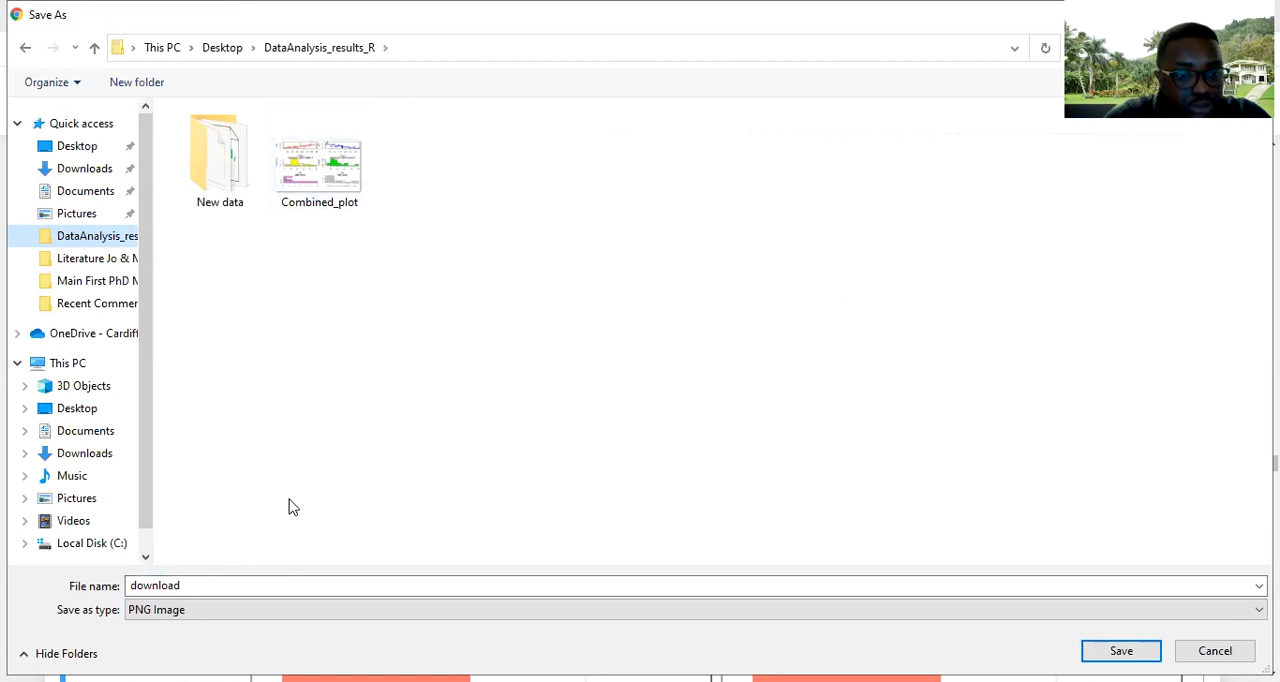 Save As
This PC > Desktop > DataAnalysis_results_R >
Organize
New folder
Quick access
Desktop
Downloads
Documents
Pictures
DataAnalysis_res
Literature Jo & M
Main First PhD M
Recent Commer
OneDrive - Cardiff
This PC
3D Objects
Desktop
Documents
Downloads
Music
Pictures
Videos
Local Disk (C:)
New data
Combined_plot
File name: download
Save as type: PNG Image
Hide Folders
Save
Cancel